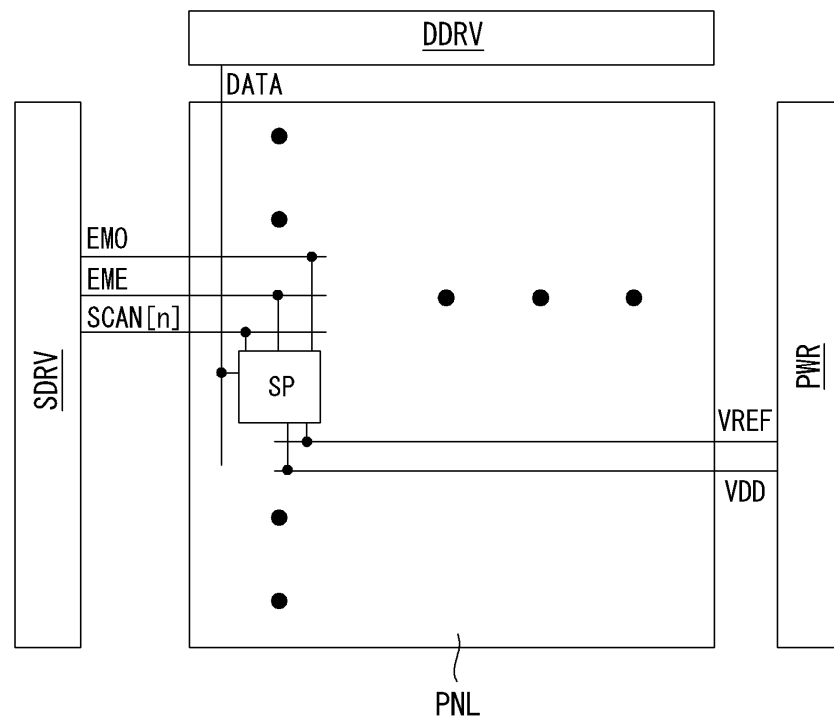 DDRV
DATA
EMO
EME
SCAN[n]
SDRV
SP
PWR
VREF
VDD
PNL